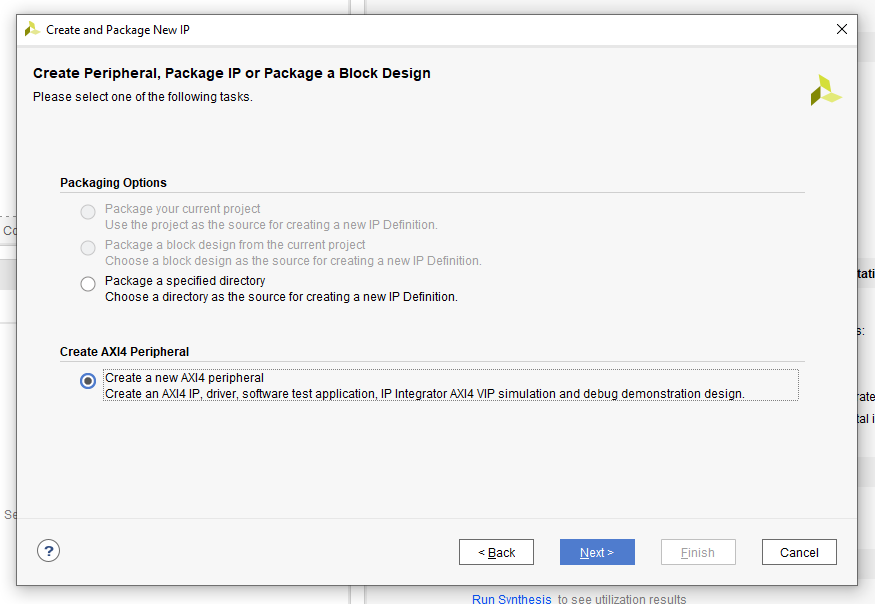 Create and Package New IP
Create Peripheral, Package IP or Package a Block Design
Please select one of the following tasks.
Packaging Options
Package your current project
Use the project as the source for creating a new IP Definition.
Package a block design from the current project
Choose a block design as the source for creating a new IP Definition.
Package a specified directory
Choose a directory as the source for creating a new IP Definition.
Create AXI4 Peripheral
Create a new AXI4 peripheral
Create an AXI4 IP, driver, software test application, IP Integrator AXI4 VIP simulation and debug demonstration design.
?
< Back
Next >
Finish
Cancel
Run Synthesis to see utilization results